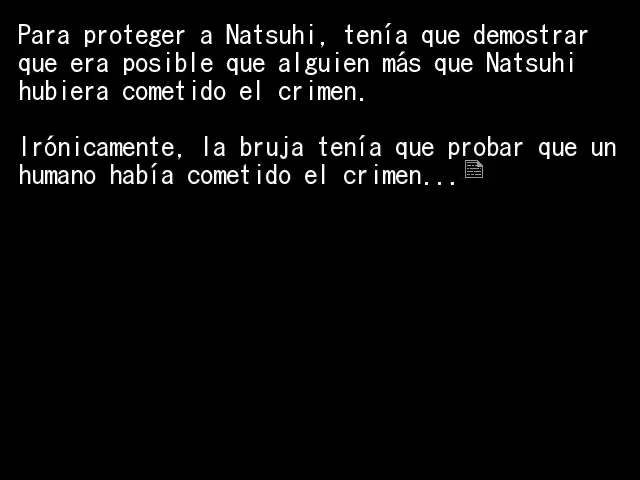 Para proteger a Natsuhi, tenía que demostrar
que era posible que alguien más que Natsuhi
hubiera cometido el crimen.
Irónicamente, la bruja tenía que probar que un
humano había cometido el crimen...